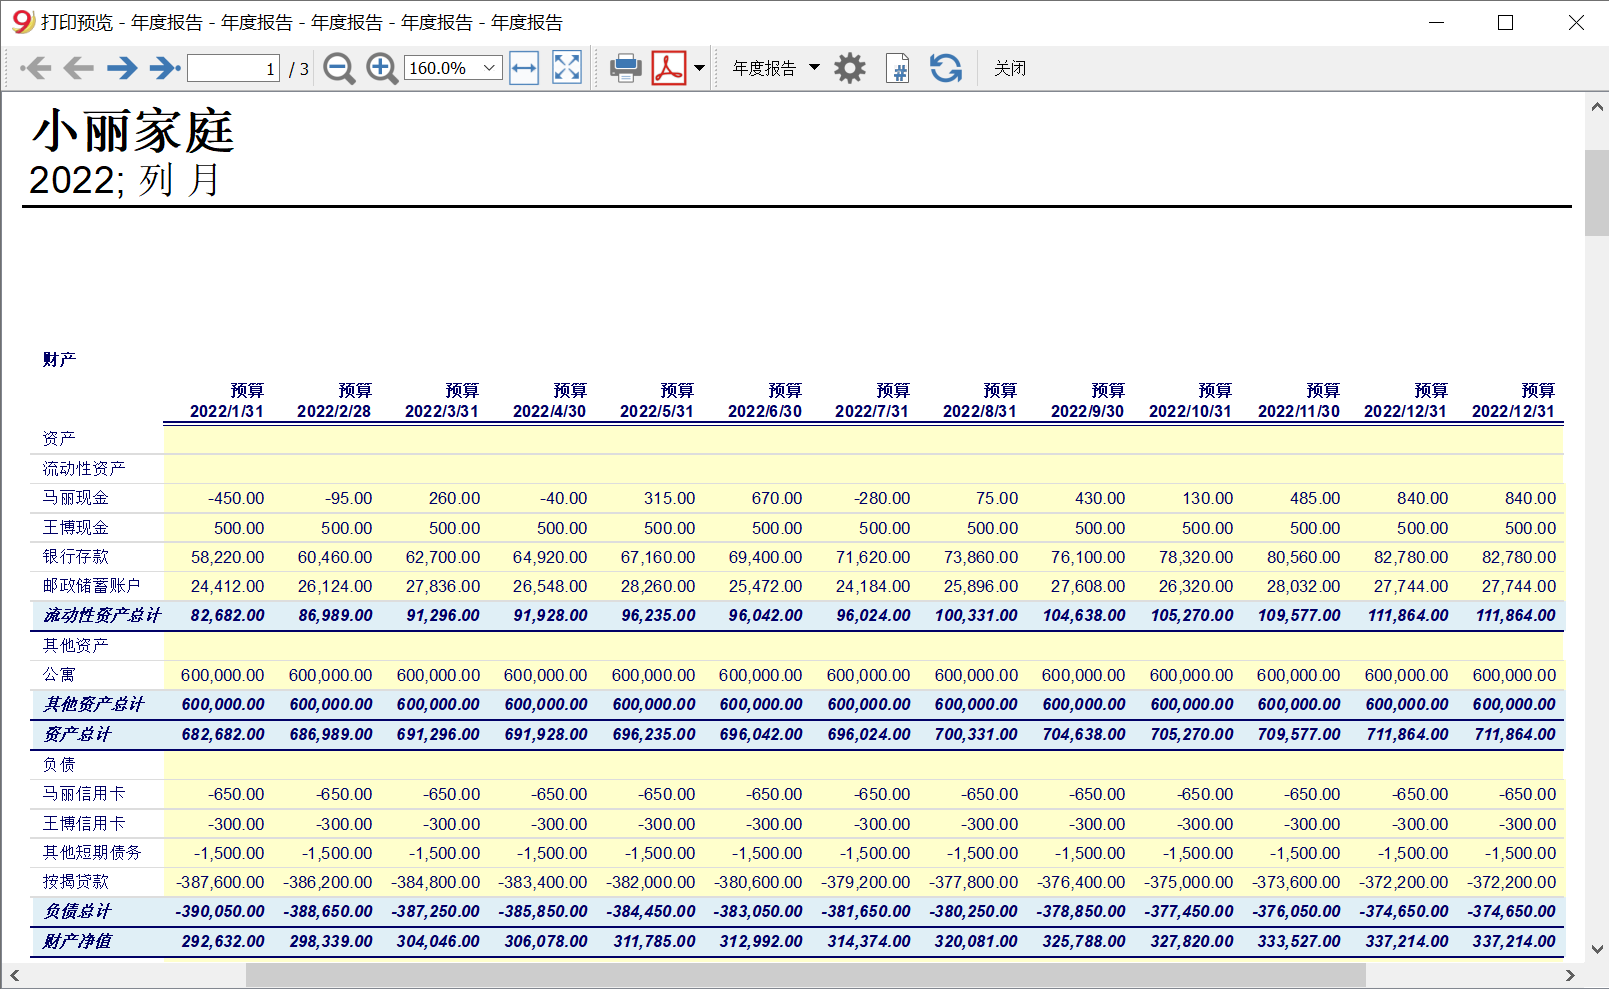 打印预览 - 年度报告 - 年度报告 - 年度报告 - 年度报告 - 年度报告
1 / 3 160.0% 年度报告 关闭
小丽家庭
2022; 列 月
财产
预算 预算 预算 预算 预算 预算 预算 预算 预算 预算 预算 预算 预算
2022/1/31 2022/2/28 2022/3/31 2022/4/30 2022/5/31 2022/6/30 2022/7/31 2022/8/31 2022/9/30 2022/10/31 2022/11/30 2022/12/31 2022/12/31
资产
流动性资产
马丽现金 -450.00 -95.00 260.00 -40.00 315.00 670.00 -280.00 75.00 430.00 130.00 485.00 840.00 840.00
王博现金 500.00 500.00 500.00 500.00 500.00 500.00 500.00 500.00 500.00 500.00 500.00 500.00 500.00
银行存款 58,220.00 60,460.00 62,700.00 64,920.00 67,160.00 69,400.00 71,620.00 73,860.00 76,100.00 78,320.00 80,560.00 82,780.00 82,780.00
邮政储蓄账户 24,412.00 26,124.00 27,836.00 26,548.00 28,260.00 25,472.00 24,184.00 25,896.00 27,608.00 26,320.00 28,032.00 27,744.00 27,744.00
流动性资产总计 82,682.00 86,989.00 91,296.00 91,928.00 96,235.00 96,042.00 96,024.00 100,331.00 104,638.00 105,270.00 109,577.00 111,864.00 111,864.00
其他资产
公寓 600,000.00 600,000.00 600,000.00 600,000.00 600,000.00 600,000.00 600,000.00 600,000.00 600,000.00 600,000.00 600,000.00 600,000.00 600,000.00
其他资产总计 600,000.00 600,000.00 600,000.00 600,000.00 600,000.00 600,000.00 600,000.00 600,000.00 600,000.00 600,000.00 600,000.00 600,000.00 600,000.00
资产总计 682,682.00 686,989.00 691,296.00 691,928.00 696,235.00 696,042.00 696,024.00 700,331.00 704,638.00 705,270.00 709,577.00 711,864.00 711,864.00
负债
马丽信用卡 -650.00 -650.00 -650.00 -650.00 -650.00 -650.00 -650.00 -650.00 -650.00 -650.00 -650.00 -650.00 -650.00
王博信用卡 -300.00 -300.00 -300.00 -300.00 -300.00 -300.00 -300.00 -300.00 -300.00 -300.00 -300.00 -300.00 -300.00
其他短期债务 -1,500.00 -1,500.00 -1,500.00 -1,500.00 -1,500.00 -1,500.00 -1,500.00 -1,500.00 -1,500.00 -1,500.00 -1,500.00 -1,500.00 -1,500.00
按揭贷款 -387,600.00 -386,200.00 -384,800.00 -383,400.00 -382,000.00 -380,600.00 -379,200.00 -377,800.00 -376,400.00 -375,000.00 -373,600.00 -372,200.00 -372,200.00
负债总计 -390,050.00 -388,650.00 -387,250.00 -385,850.00 -384,450.00 -383,050.00 -381,650.00 -380,250.00 -378,850.00 -377,450.00 -376,050.00 -374,650.00 -374,650.00
财产净值 292,632.00 298,339.00 304,046.00 306,078.00 311,785.00 312,992.00 314,374.00 320,081.00 325,788.00 327,820.00 333,527.00 337,214.00 337,214.00